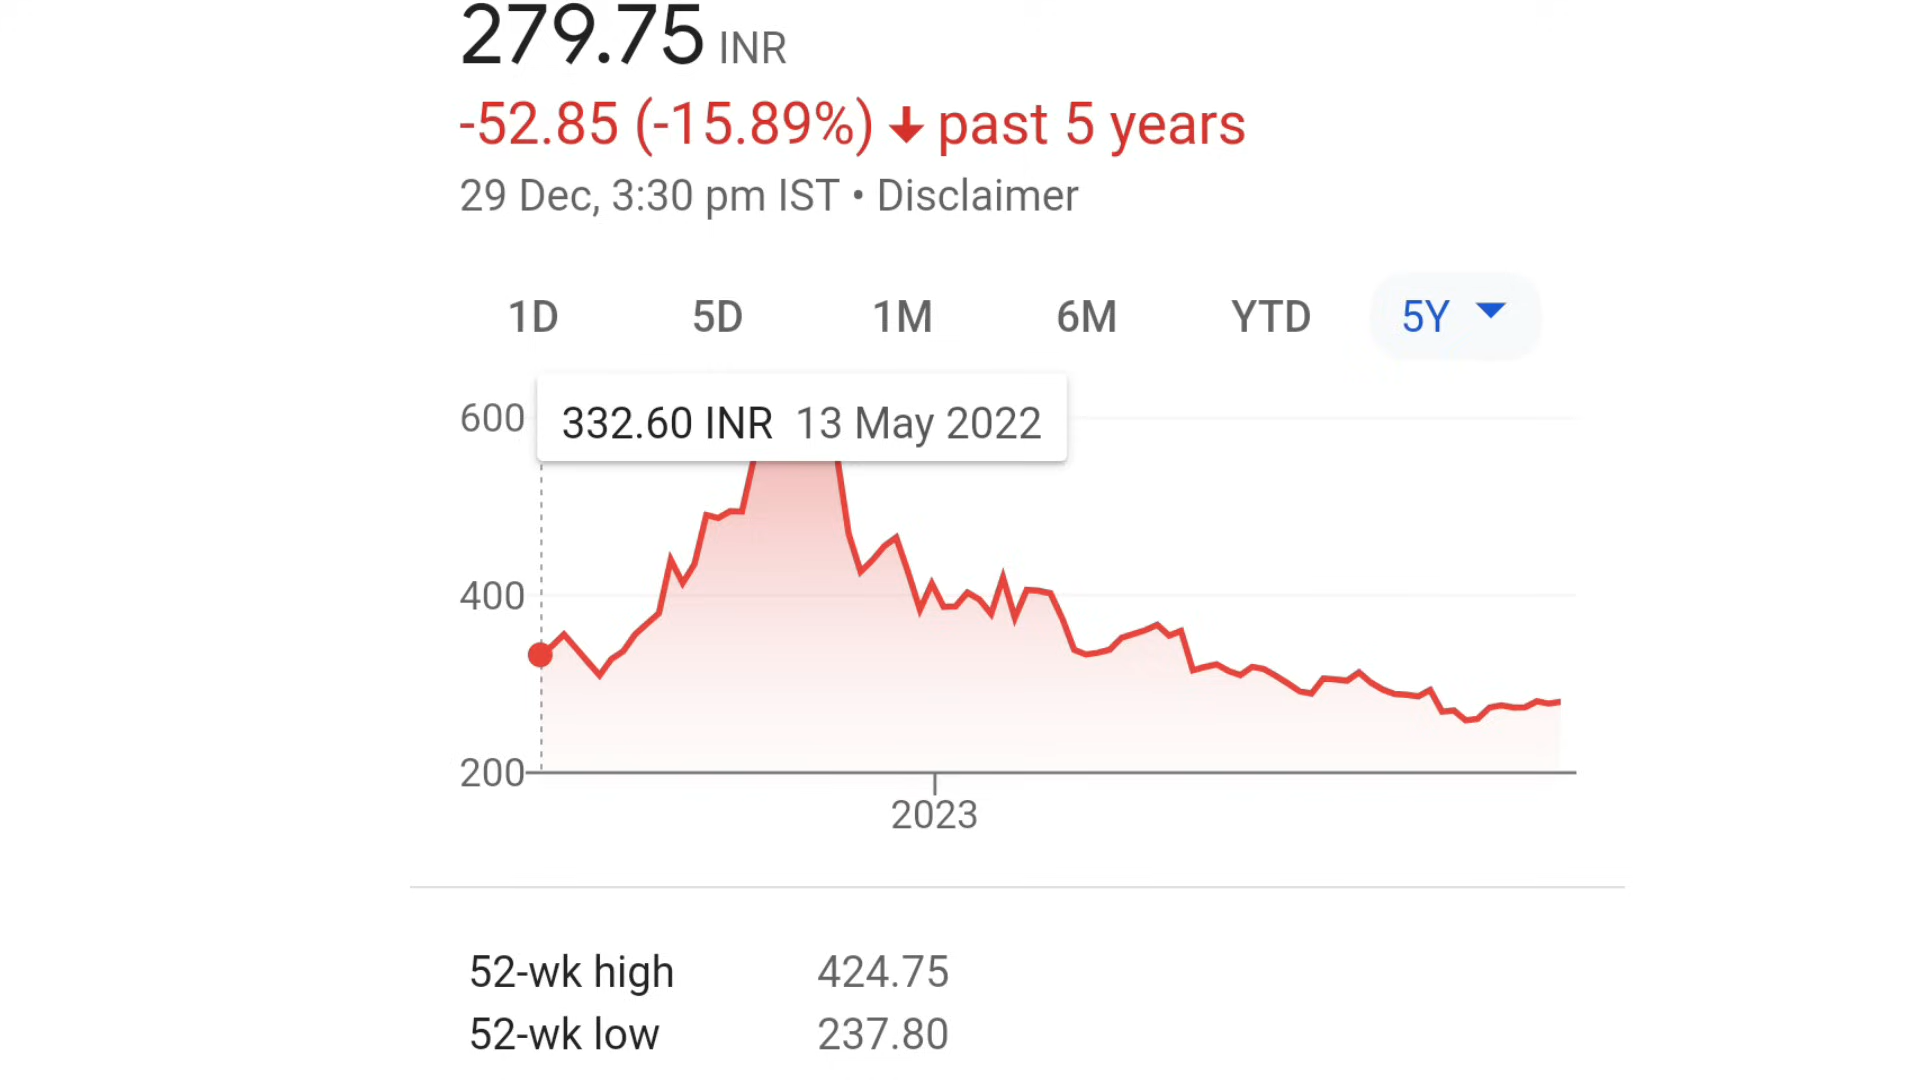 279.75 INR
-52.85 (-15.89%) ↓ past 5 years
29 Dec, 3:30 pm IST • Disclaimer
1D 5D 1M 6M YTD 5Y
332.60 INR 13 May 2022
600
400
200
2023
52-wk high 424.75
52-wk low 237.80